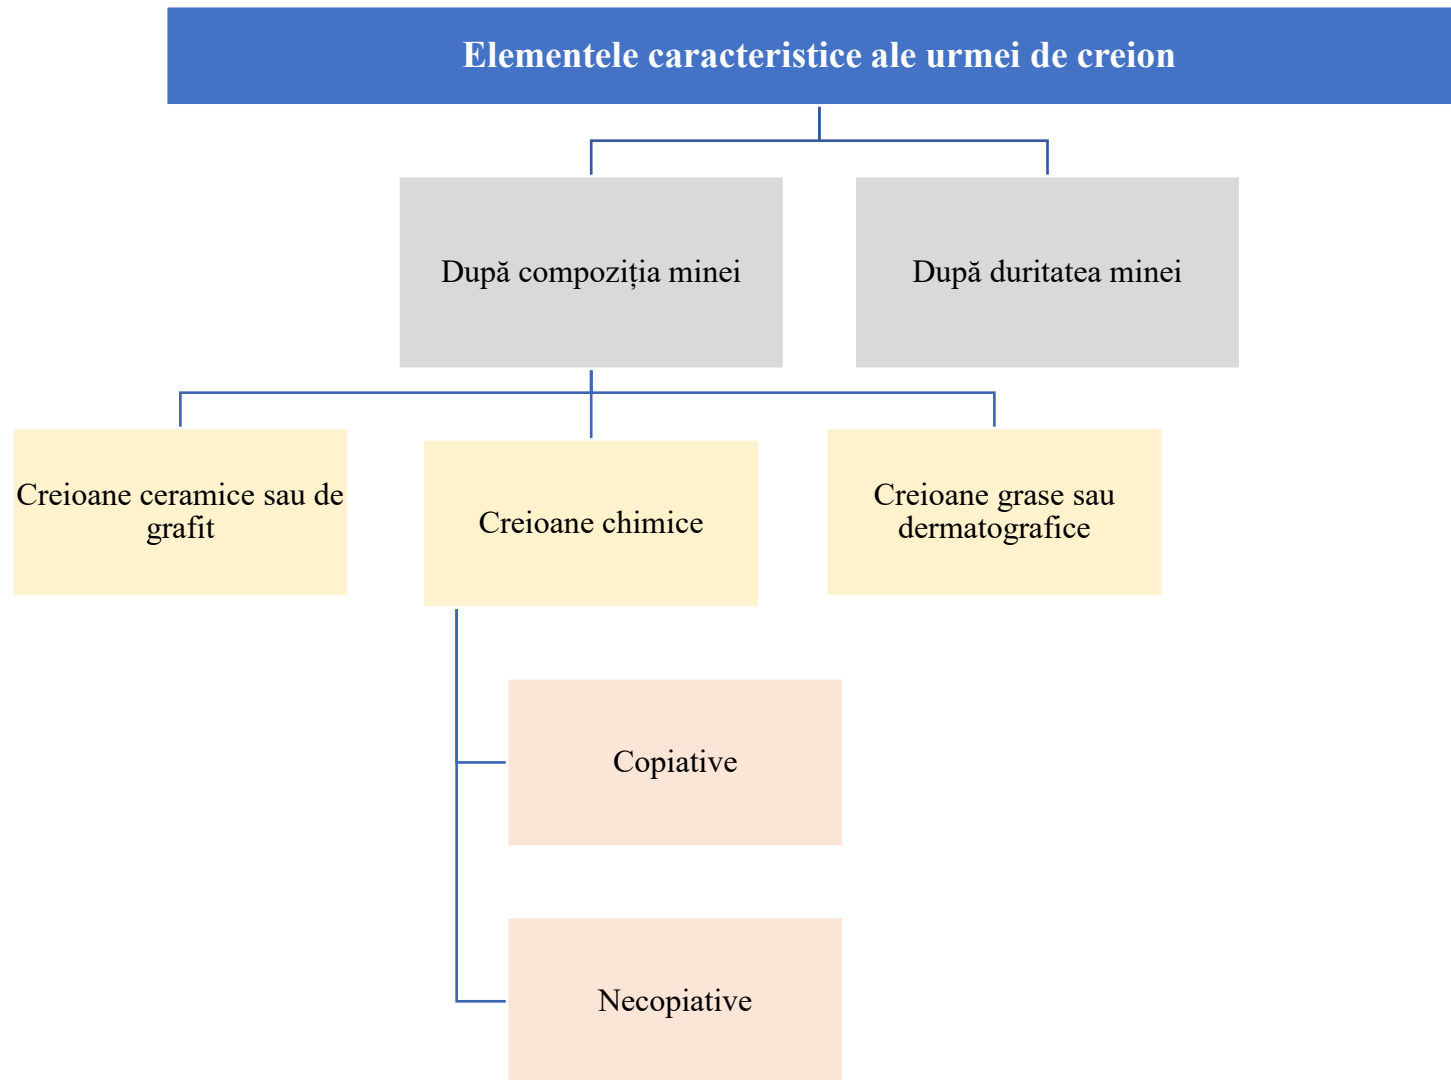 Elementele caracteristice ale urmei de creion
După compoziția minei
După duritatea minei
Creioane ceramice sau de
grafit
Creioane chimice
Creioane grase sau
dermatografice
Copiative
Necopiative